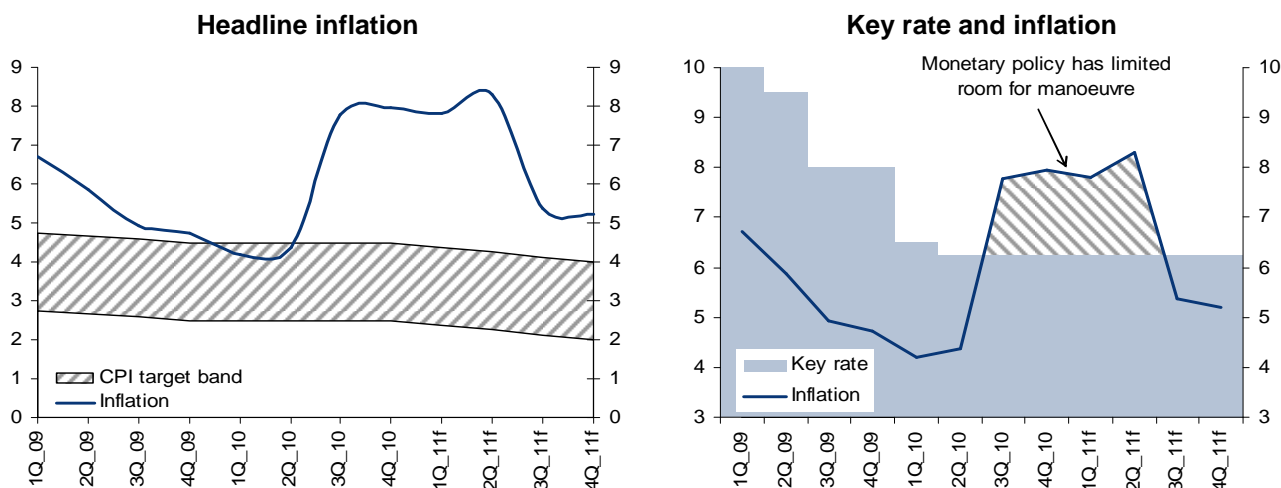 Headline inflation
9
8
7
6
5
4
3
2
1
0
9
8
7
6
5
4
3
2
1
0
CPI target band
Inflation
1Q_09
2Q_09
3Q_09
4Q_09
1Q_10
2Q_10
3Q_10
4Q_10
1Q_11f
2Q_11f
3Q_11f
4Q_11f
Key rate and inflation
Monetary policy has limited
room for manoeuvre
10
9
8
7
6
5
4
3
10
9
8
7
6
5
4
3
Key rate
Inflation
1Q_09
2Q_09
3Q_09
4Q_09
1Q_10
2Q_10
3Q_10
4Q_10
1Q_11f
2Q_11f
3Q_11f
4Q_11f